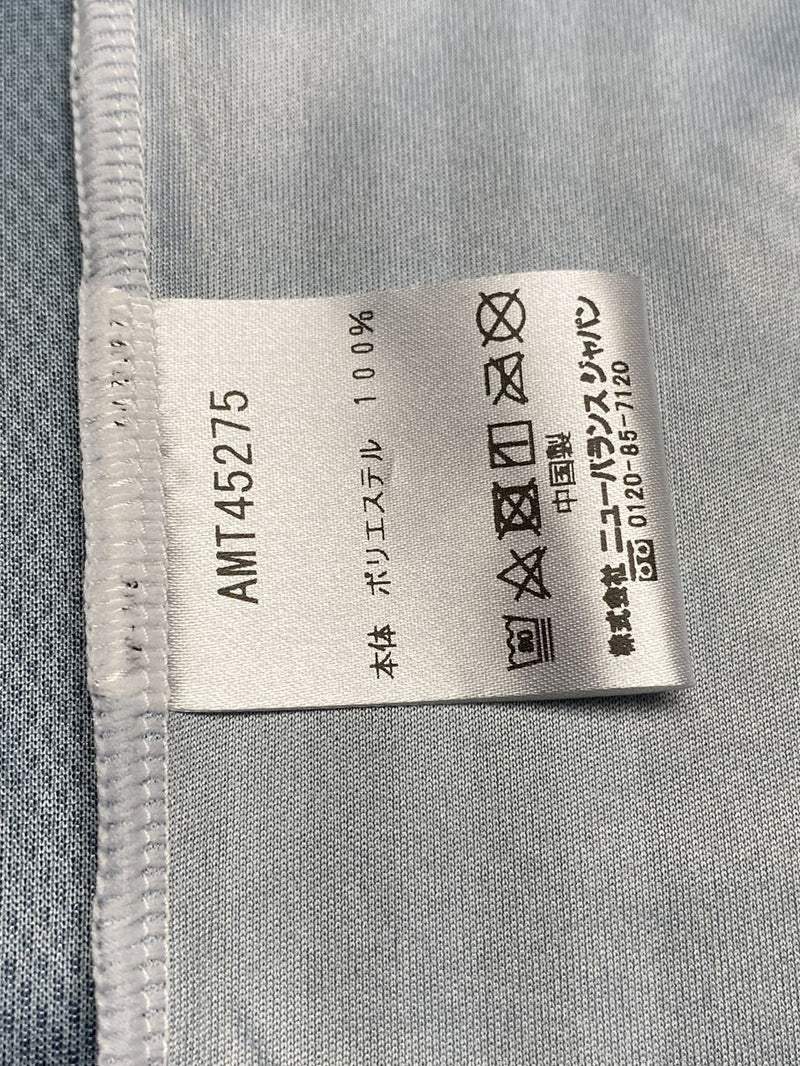 AMT45275
本体 ポリエステル 100%
中国製
株式会社 ニューバランス ジャパン
0120-85-7120